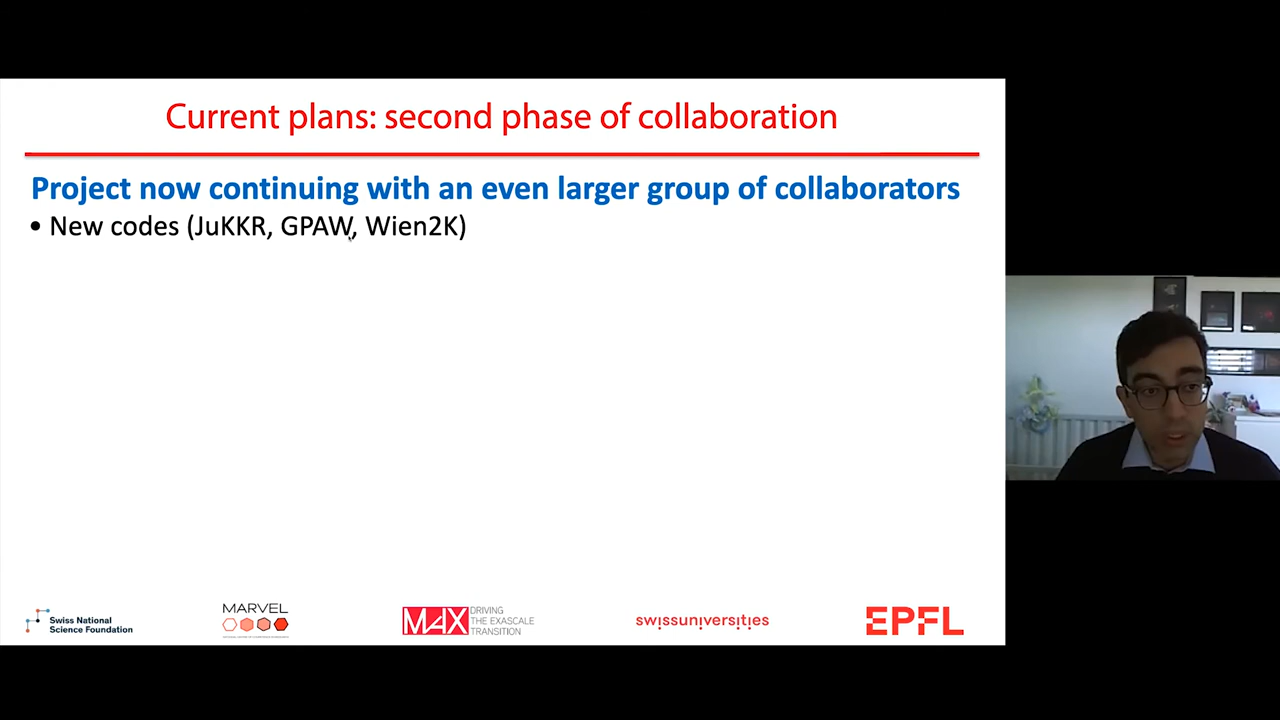 Current plans: second phase of collaboration
Project now continuing with an even larger group of collaborators
• New codes (JuKKR, GPAW, Wien2K)
Swiss National
Science Foundation
MARVEL
MAX
DRIVING
THE EXASCALE
TRANSITION
swissuniversities
EPFL